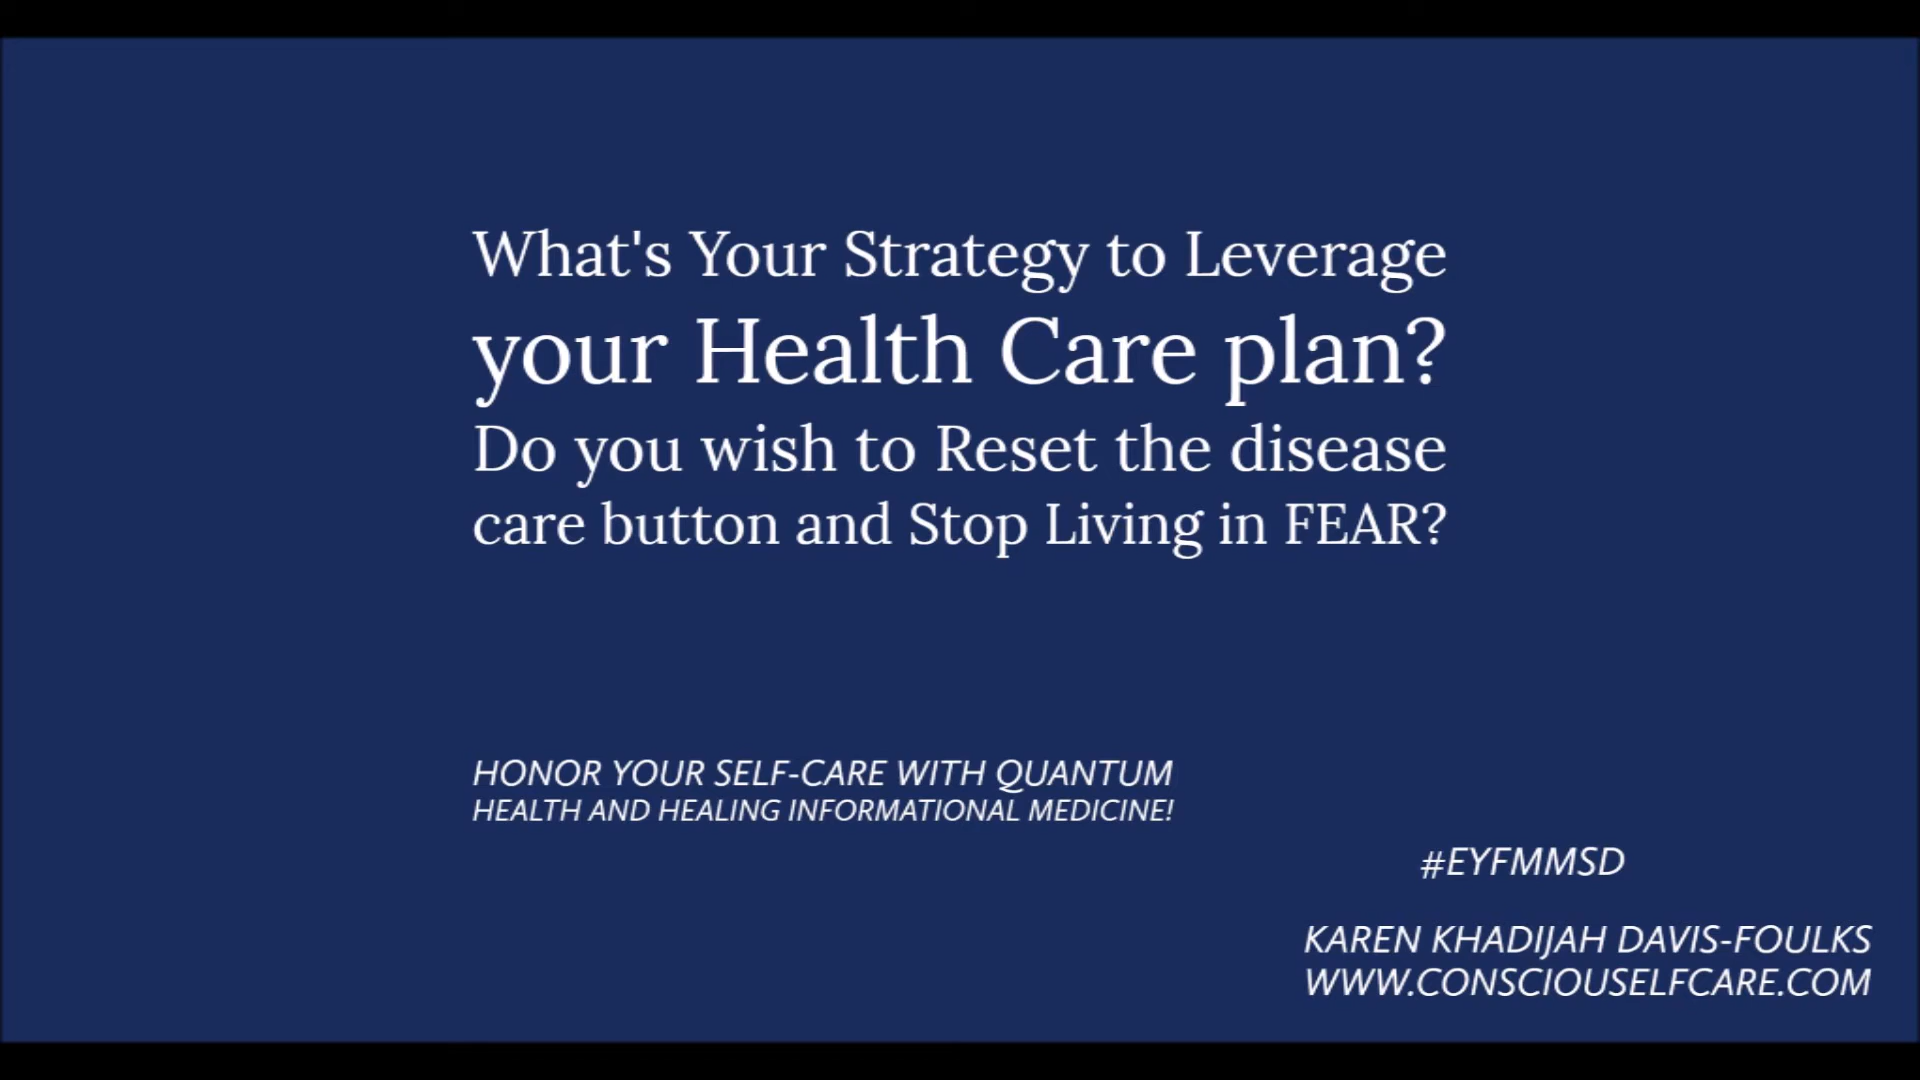 What's Your Strategy to Leverage
your Health Care plan?
Do you wish to Reset the disease
care button and Stop Living in FEAR?
HONOR YOUR SELF-CARE WITH QUANTUM
HEALTH AND HEALING INFORMATIONAL MEDICINE!
#EYFMMSD
KAREN KHADIJAH DAVIS-FOULKS
WWW.CONSCIOUSELFCARE.COM